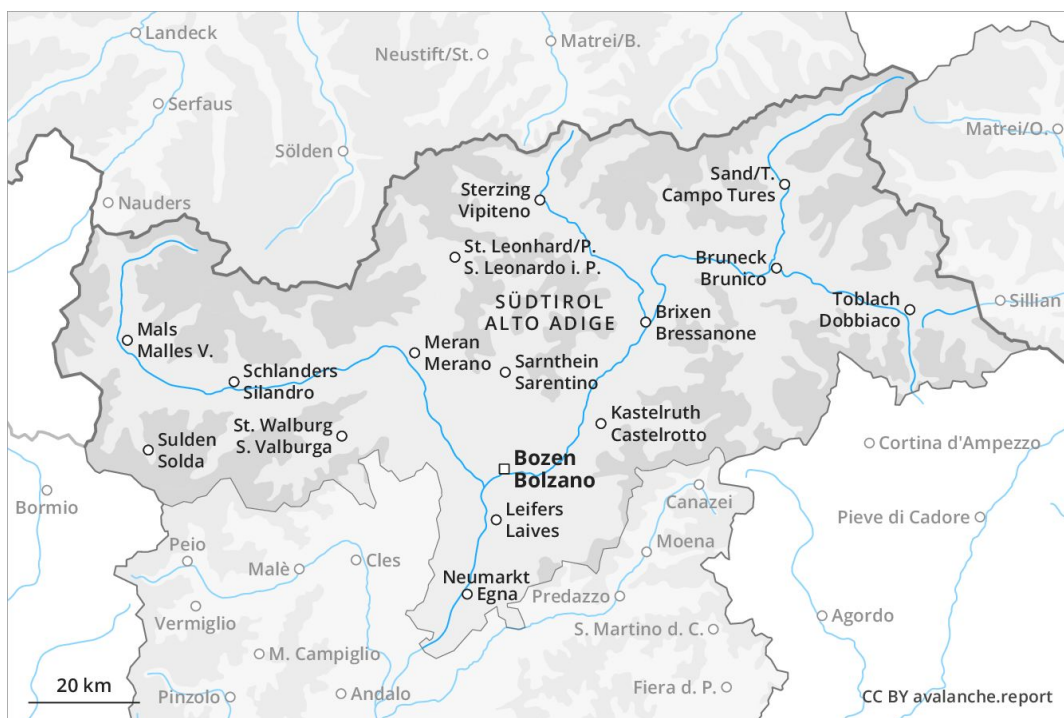 Landeck
Neustift/St.
Matrei/B.
Serfaus
Sölden
Matrei/O.
Nauders
Sterzing
Vipiteno
Sand/T.
Campo Tures
St. Leonhard/P.
S. Leonardo i. P.
Bruneck
Brunico
SÜDTIROL
ALTO ADIGE
Toblach
Dobbiaco
Sillian
Brixen
Bressanone
Mals
Malles V.
Meran
Merano
Sarnthein
Sarentino
Schlanders
Silandro
Kastelruth
Castelrotto
St. Walburg
S. Valburga
Sulden
Solda
Cortina d'Ampezzo
Bozen
Bolzano
Bormio
Canazei
Leifers
Laives
Pieve di Cadore
Peio
Cles
Malè
Moena
Neumarkt
Egna
Predazzo
Vermiglio
Agordo
S. Martino d. C.
M. Campiglio
20 km
Pinzolo
Andalo
Fiera d. P.
CC BY avalanche.report